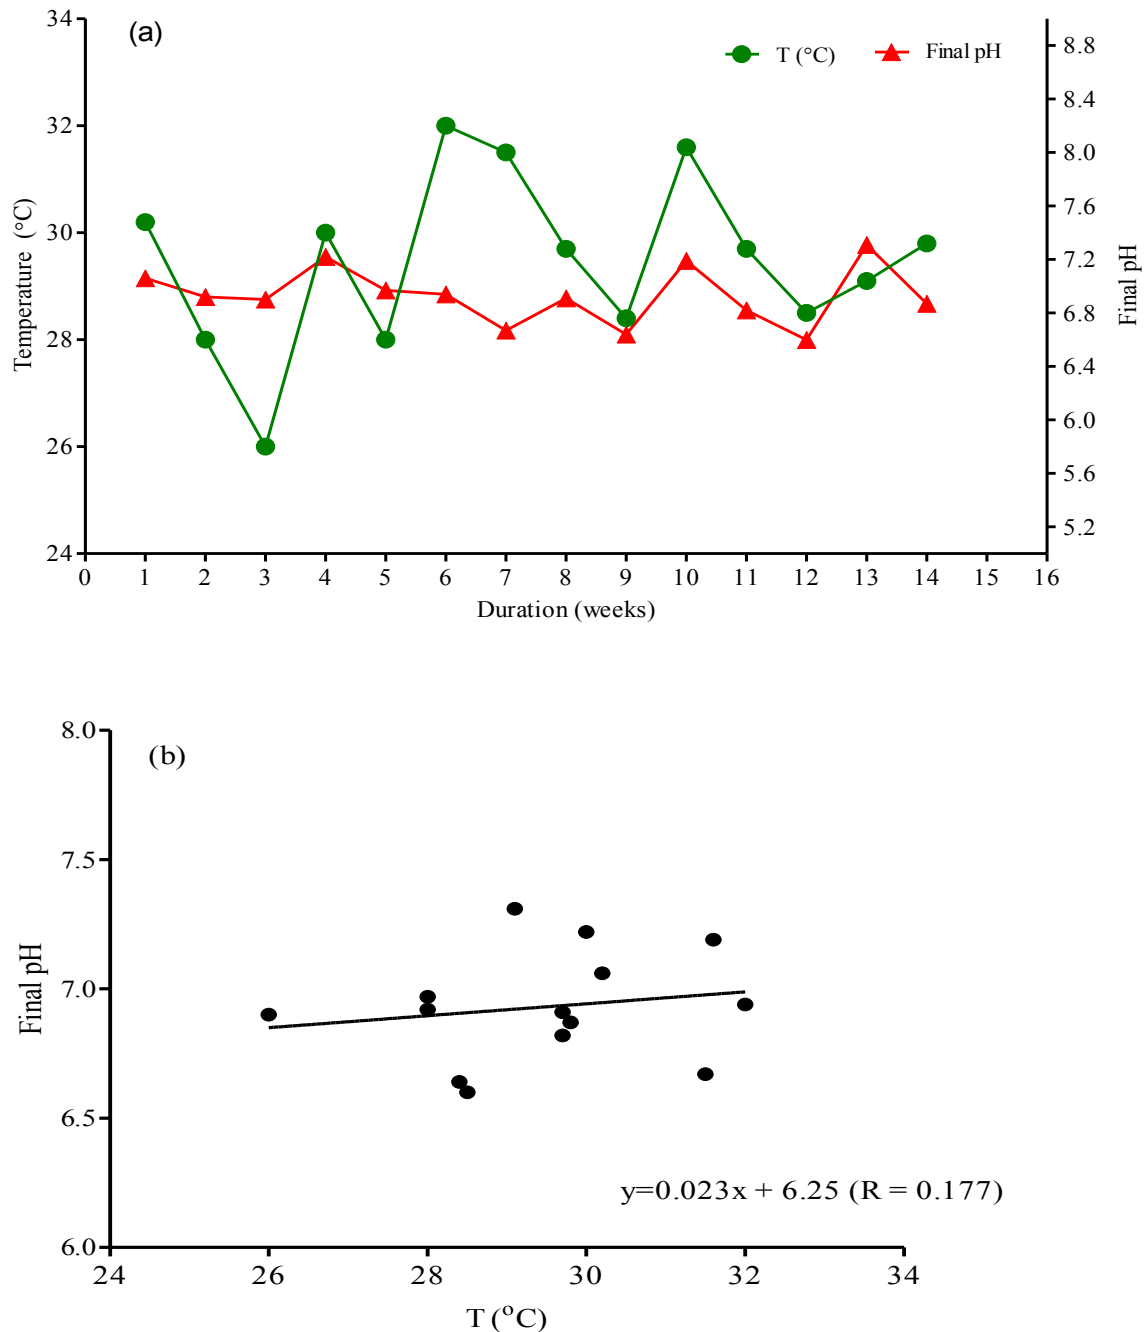 (a)
T (°C)
Final pH
34
32
30
28
26
24
Temperature (°C)
8.8
8.4
8.0
7.6
7.2
6.8
6.4
6.0
5.6
5.2
Final pH
0 1 2 3 4 5 6 7 8 9 10 11 12 13 14 15 16
Duration (weeks)
(b)
8.0
7.5
7.0
6.5
6.0
Final pH
y=0.023x + 6.25 (R = 0.177)
24 26 28 30 32 34
T (°C)